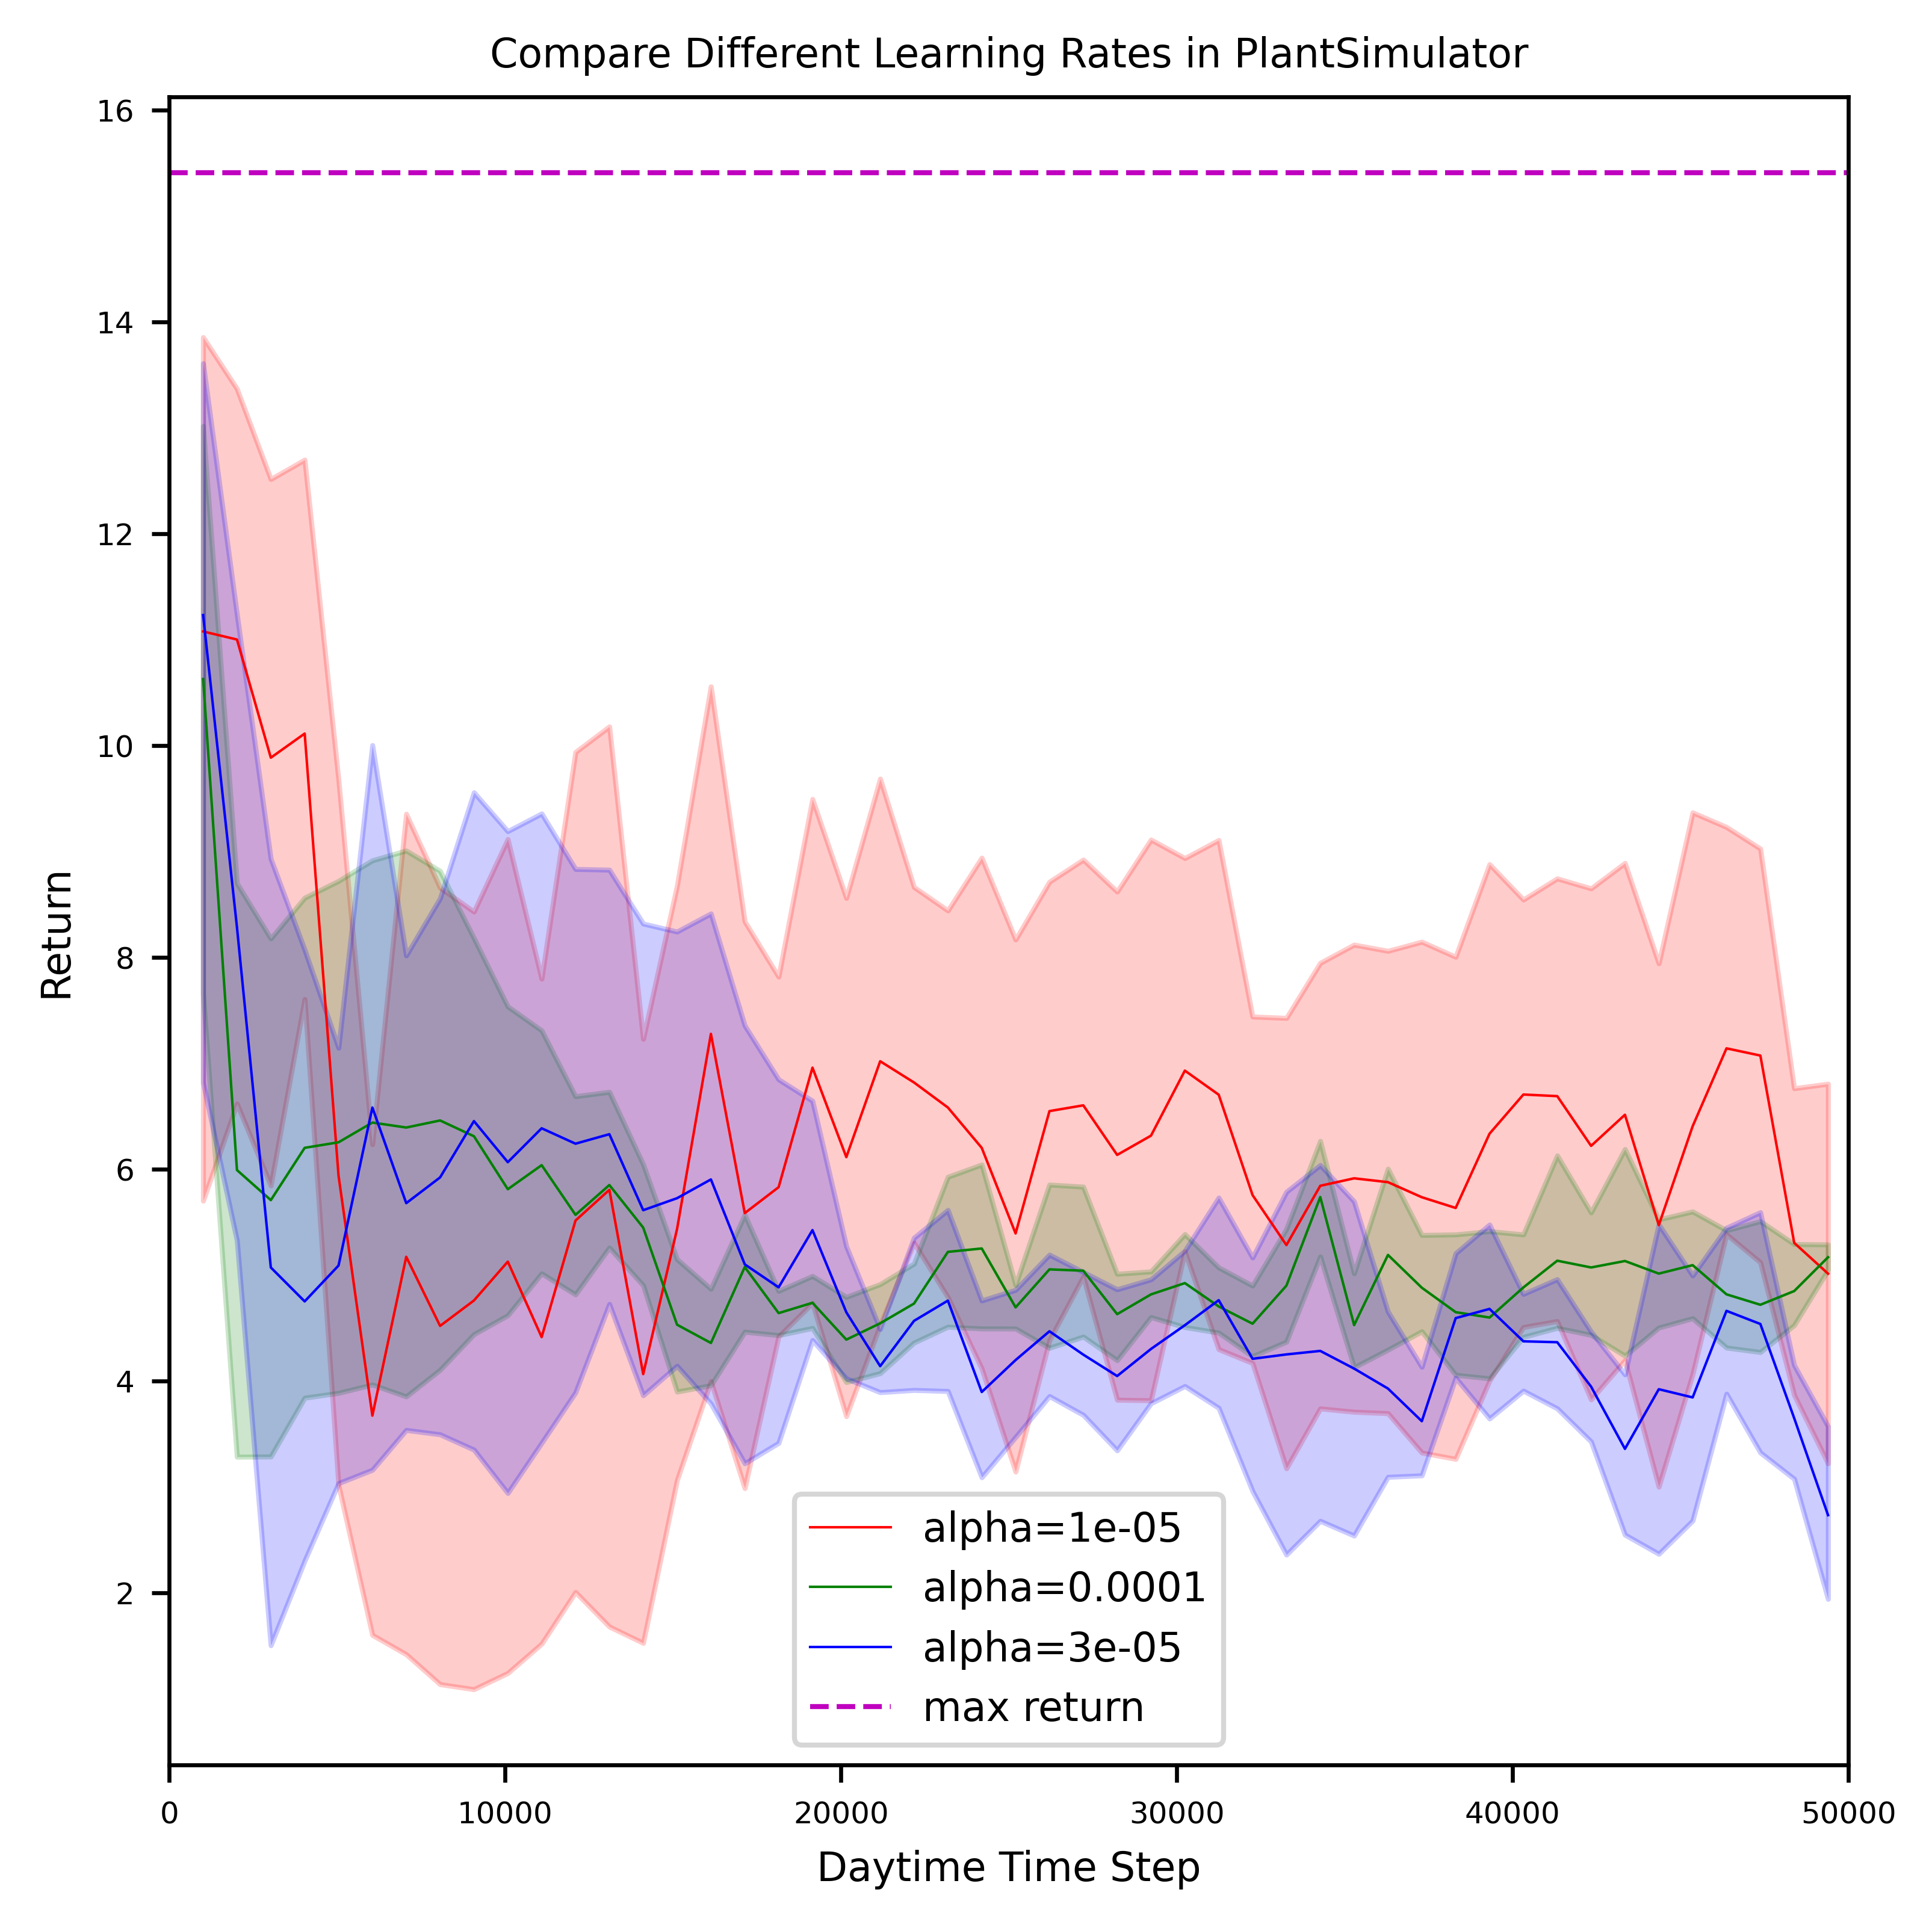 Compare Different Learning Rates in PlantSimulator
16
14
12
10
8
6
4
2
Return
alpha=1e-05
alpha=0.0001
alpha=3e-05
max return
0 10000 20000 30000 40000 50000
Daytime Time Step